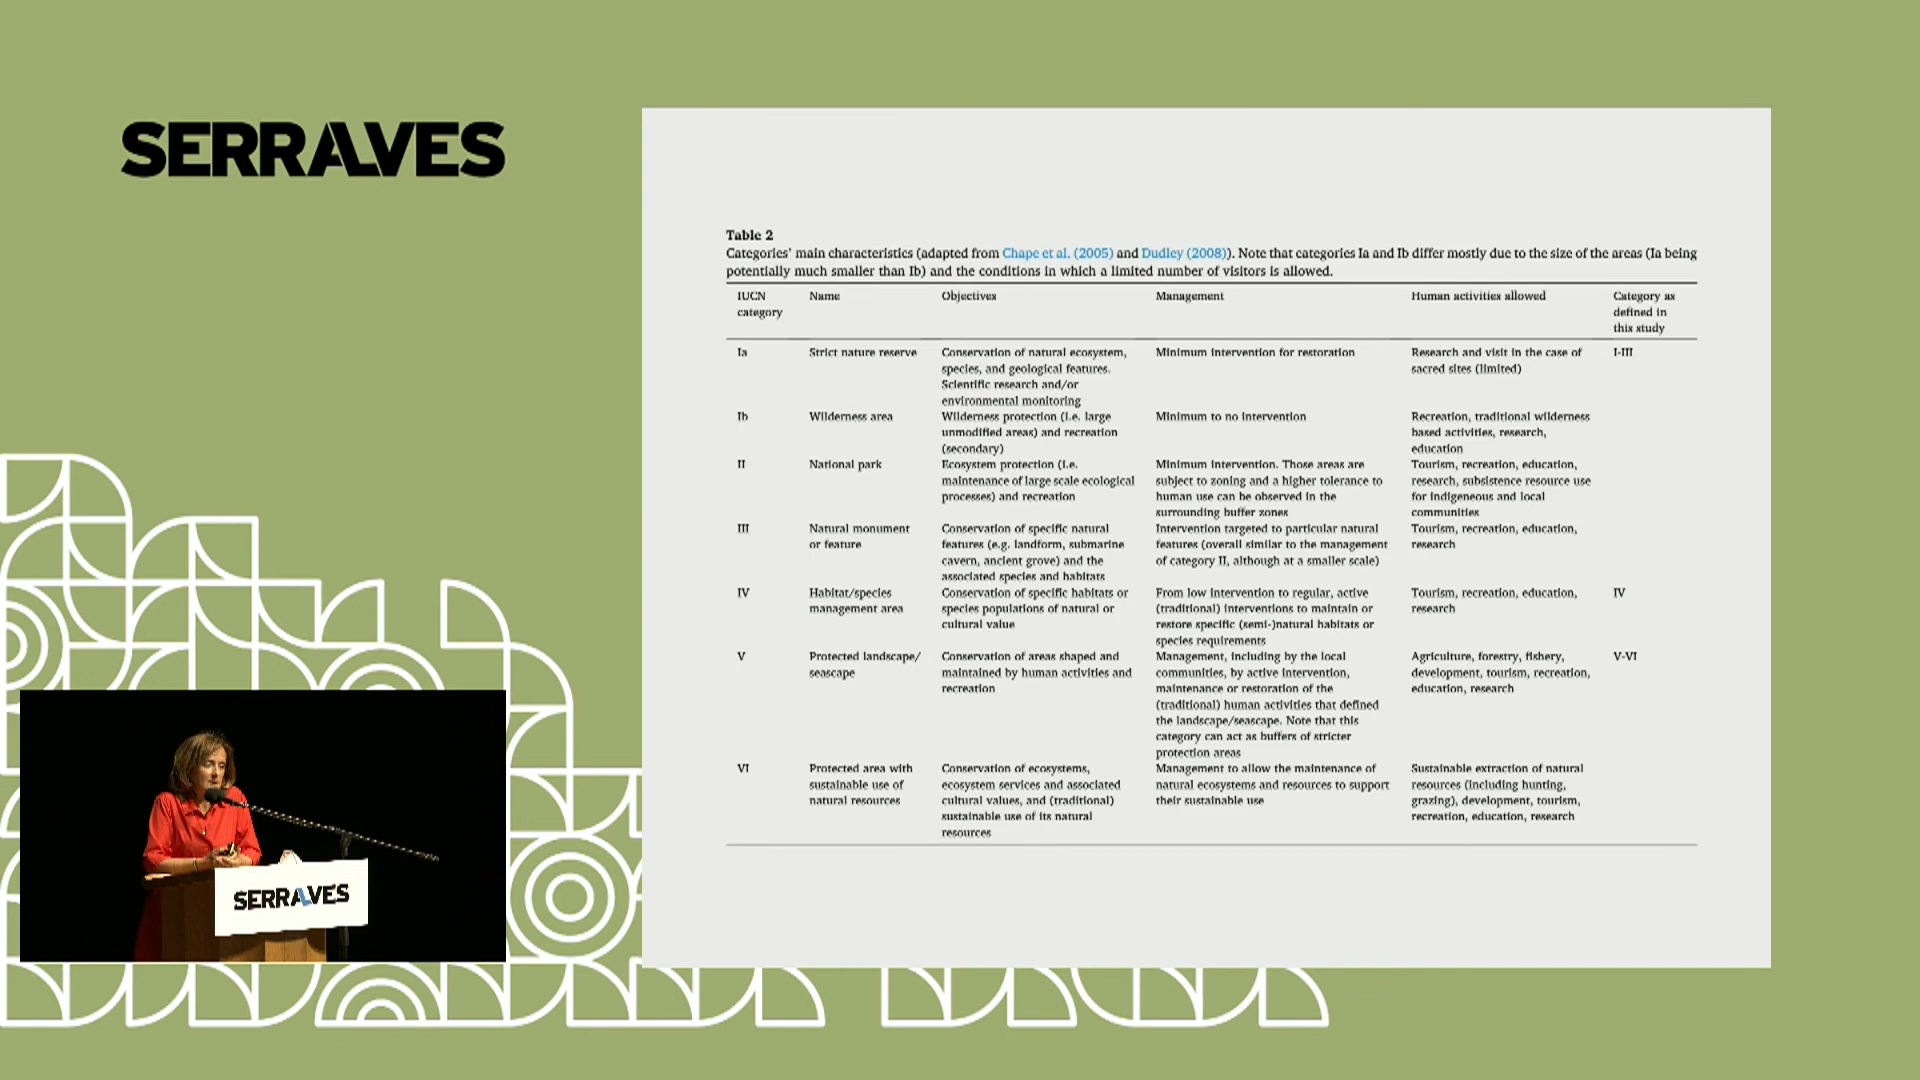 SERRALVES
Table 2
Categories' main characteristics (adapted from Chape et al. (2005) and Dudley (2008)). Note that categories Ia and Ib differ mostly due to the size of the areas (Ia being
potentially much smaller than Ib) and the conditions in which a limited number of visitors is allowed.
IUCN category Name Objectives Management Human activities allowed Category as defined in this study
Ia Strict nature reserve Conservation of natural ecosystem, species, and geological features. Scientific research and/or environmental monitoring Minimum intervention for restoration Research and visit in the case of sacred sites (limited) I-III
Ib Wilderness area Wilderness protection (i.e. large unmodified areas) and recreation (secondary) Minimum to no intervention Recreation, traditional wilderness based activities, research, education
II National park Ecosystem protection (i.e. maintenance of large scale ecological processes) and recreation Minimum intervention. Those areas are subject to zoning and a higher tolerance to human use can be observed in the surrounding buffer zones Tourism, recreation, education, research, subsistence resource use for indigeneous and local communities
III Natural monument or feature Conservation of specific natural features (e.g. landform, submarine cavern, ancient grove) and the associated species and habitats Intervention targeted to particular natural features (overall similar to the management of category II, although at a smaller scale) Tourism, recreation, education, research
IV Habitat/species management area Conservation of specific habitats or species populations of natural or cultural value From low intervention to regular, active (traditional) interventions to maintain or restore specific (semi-)natural habitats or species requirements Tourism, recreation, education, research IV
V Protected landscape/ seascape Conservation of areas shaped and maintained by human activities and recreation Management, including by the local communities, by active intervention, maintenance or restoration of the (traditional) human activities that defined the landscape/seascape. Note that this category can act as buffers of stricter protection areas Agriculture, forestry, fishery, development, tourism, recreation, education, research V-VI
VI Protected area with sustainable use of natural resources Conservation of ecosystems, ecosystem services and associated cultural values, and (traditional) sustainable use of its natural resources Management to allow the maintenance of natural ecosystems and resources to support their sustainable use Sustainable extraction of natural resources (including hunting, grazing), development, tourism, recreation, education, research
SERRALVES